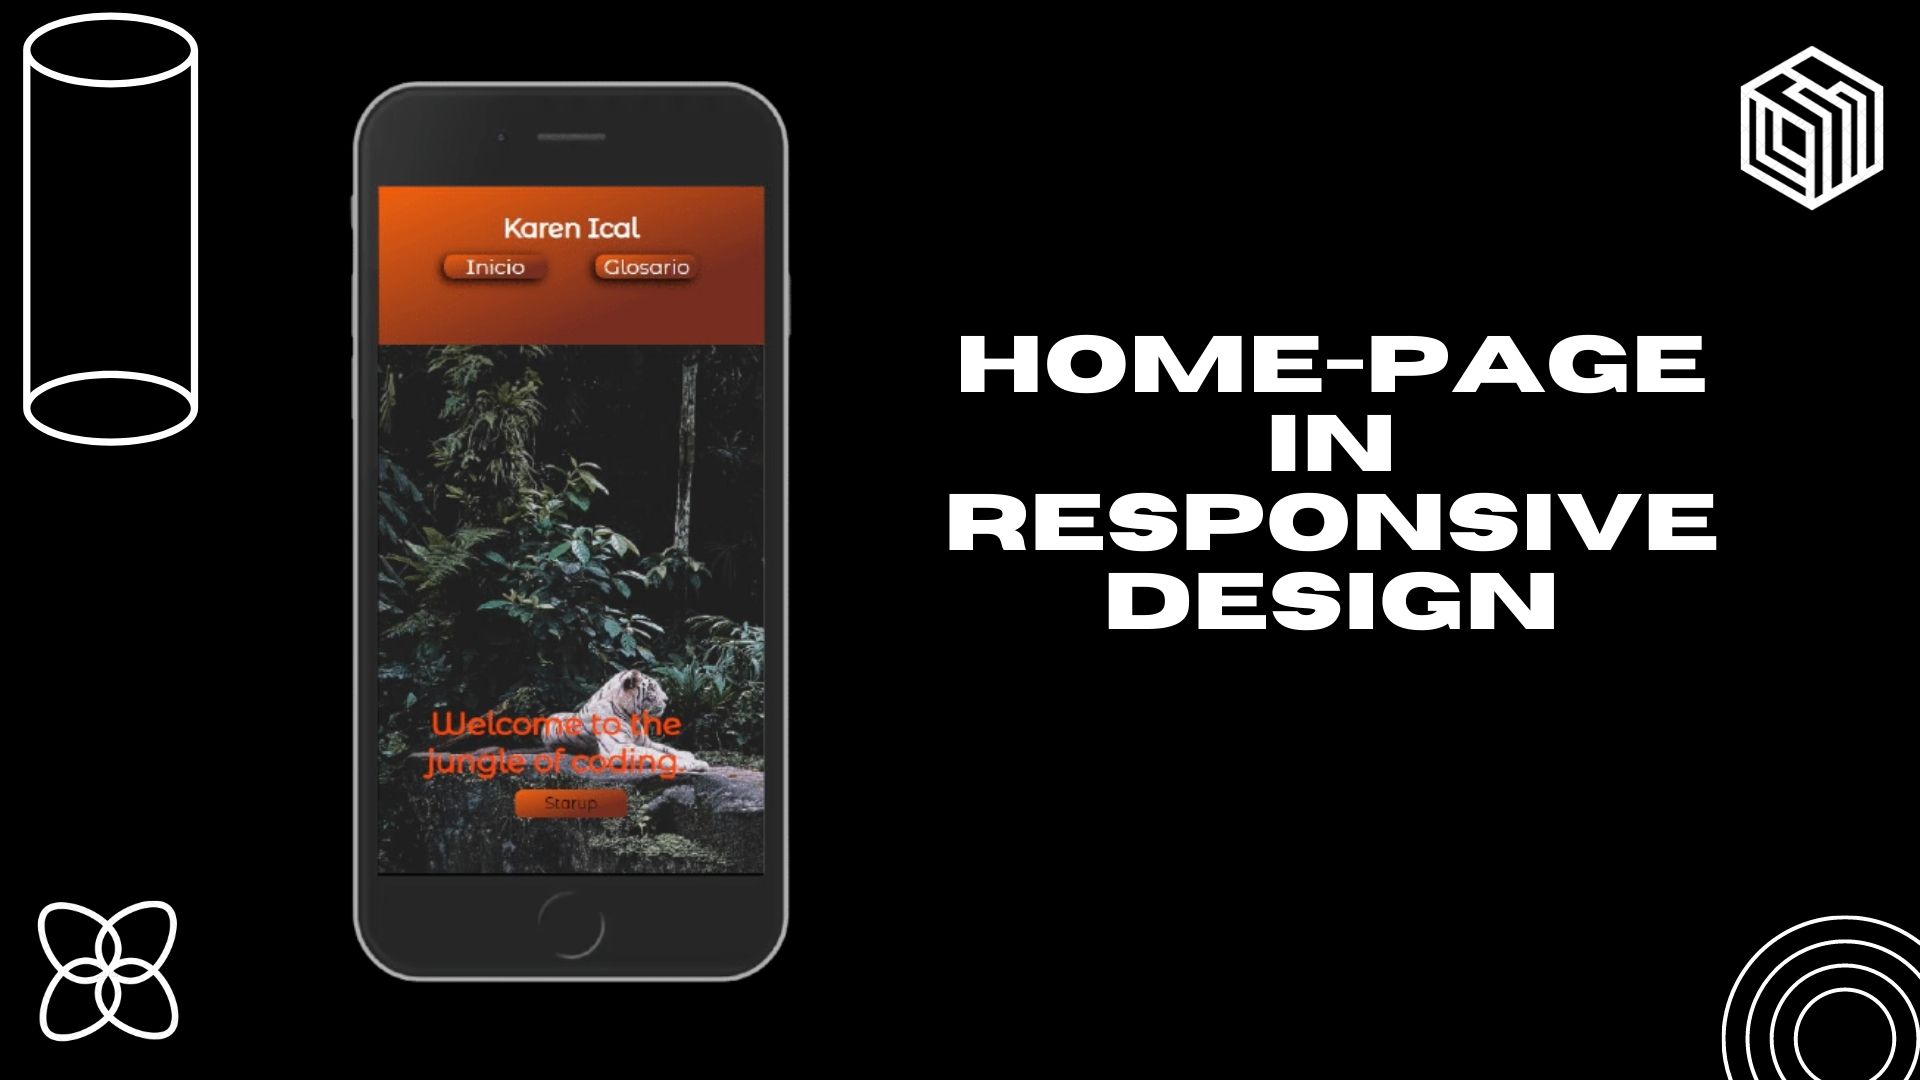 Karen Ical
Inicio Glosario
Welcome to the
jungle of coding.
Starup
HOME-PAGE
IN
RESPONSIVE
DESIGN